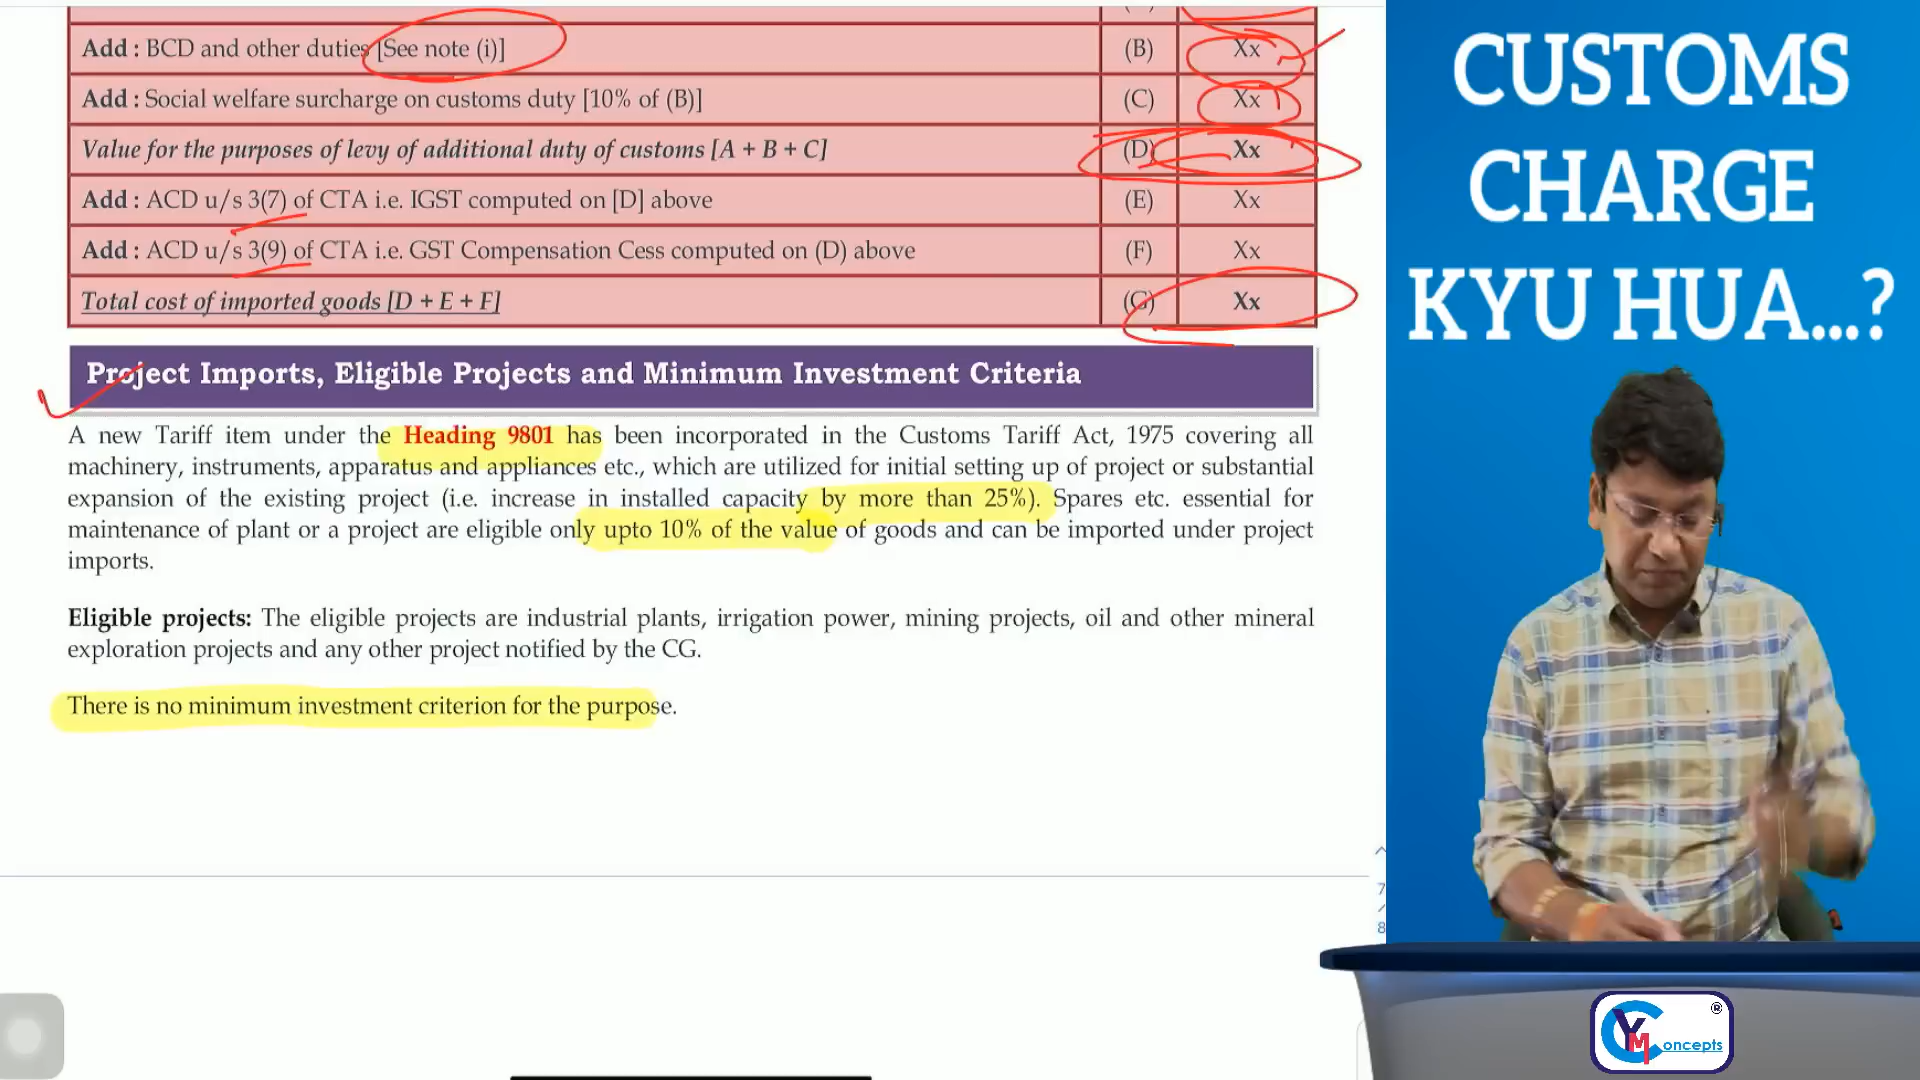 Add : BCD and other duties [See note (i)] (B) Xx
Add : Social welfare surcharge on customs duty [10% of (B)] (C) Xx
Value for the purposes of levy of additional duty of customs [A + B + C] (D) Xx
Add : ACD u/s 3(7) of CTA i.e. IGST computed on [D] above (E) Xx
Add : ACD u/s 3(9) of CTA i.e. GST Compensation Cess computed on (D) above (F) Xx
Total cost of imported goods [D + E + F] (G) Xx
Project Imports, Eligible Projects and Minimum Investment Criteria
A new Tariff item under the Heading 9801 has been incorporated in the Customs Tariff Act, 1975 covering all
machinery, instruments, apparatus and appliances etc., which are utilized for initial setting up of project or substantial
expansion of the existing project (i.e. increase in installed capacity by more than 25%). Spares etc. essential for
maintenance of plant or a project are eligible only upto 10% of the value of goods and can be imported under project
imports.
Eligible projects: The eligible projects are industrial plants, irrigation power, mining projects, oil and other mineral
exploration projects and any other project notified by the CG.
There is no minimum investment criterion for the purpose.
7
/
8
CUSTOMS
CHARGE
KYU HUA...?
YMConcepts ®